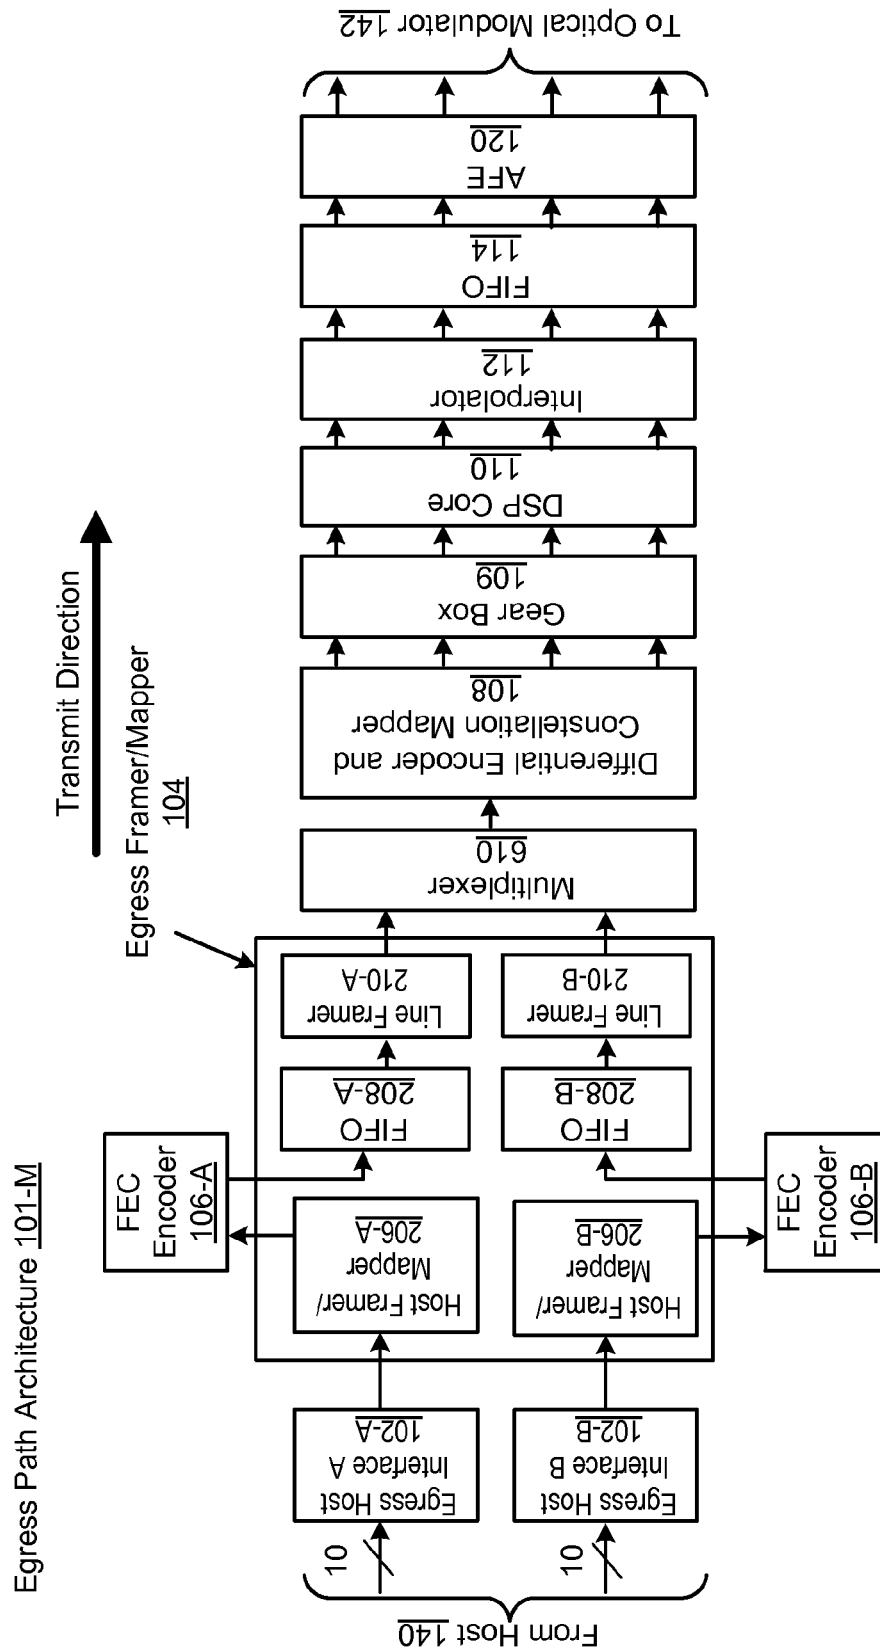 Egress Path Architecture 101-M
Transmit Direction
Egress Framer/Mapper
104
From Host 140
10
10
Egress Host
Interface A
102-A
Egress Host
Interface B
102-B
Host Framer/
Mapper
206-A
Host Framer/
Mapper
206-B
FEC
Encoder
106-A
FEC
Encoder
106-B
FIFO
208-A
FIFO
208-B
Line Framer
210-A
Line Framer
210-B
Multiplexer
610
Differential Encoder and
Constellation Mapper
108
Gear Box
109
DSP Core
110
Interpolator
112
FIFO
114
AFE
120
To Optical Modulator 142